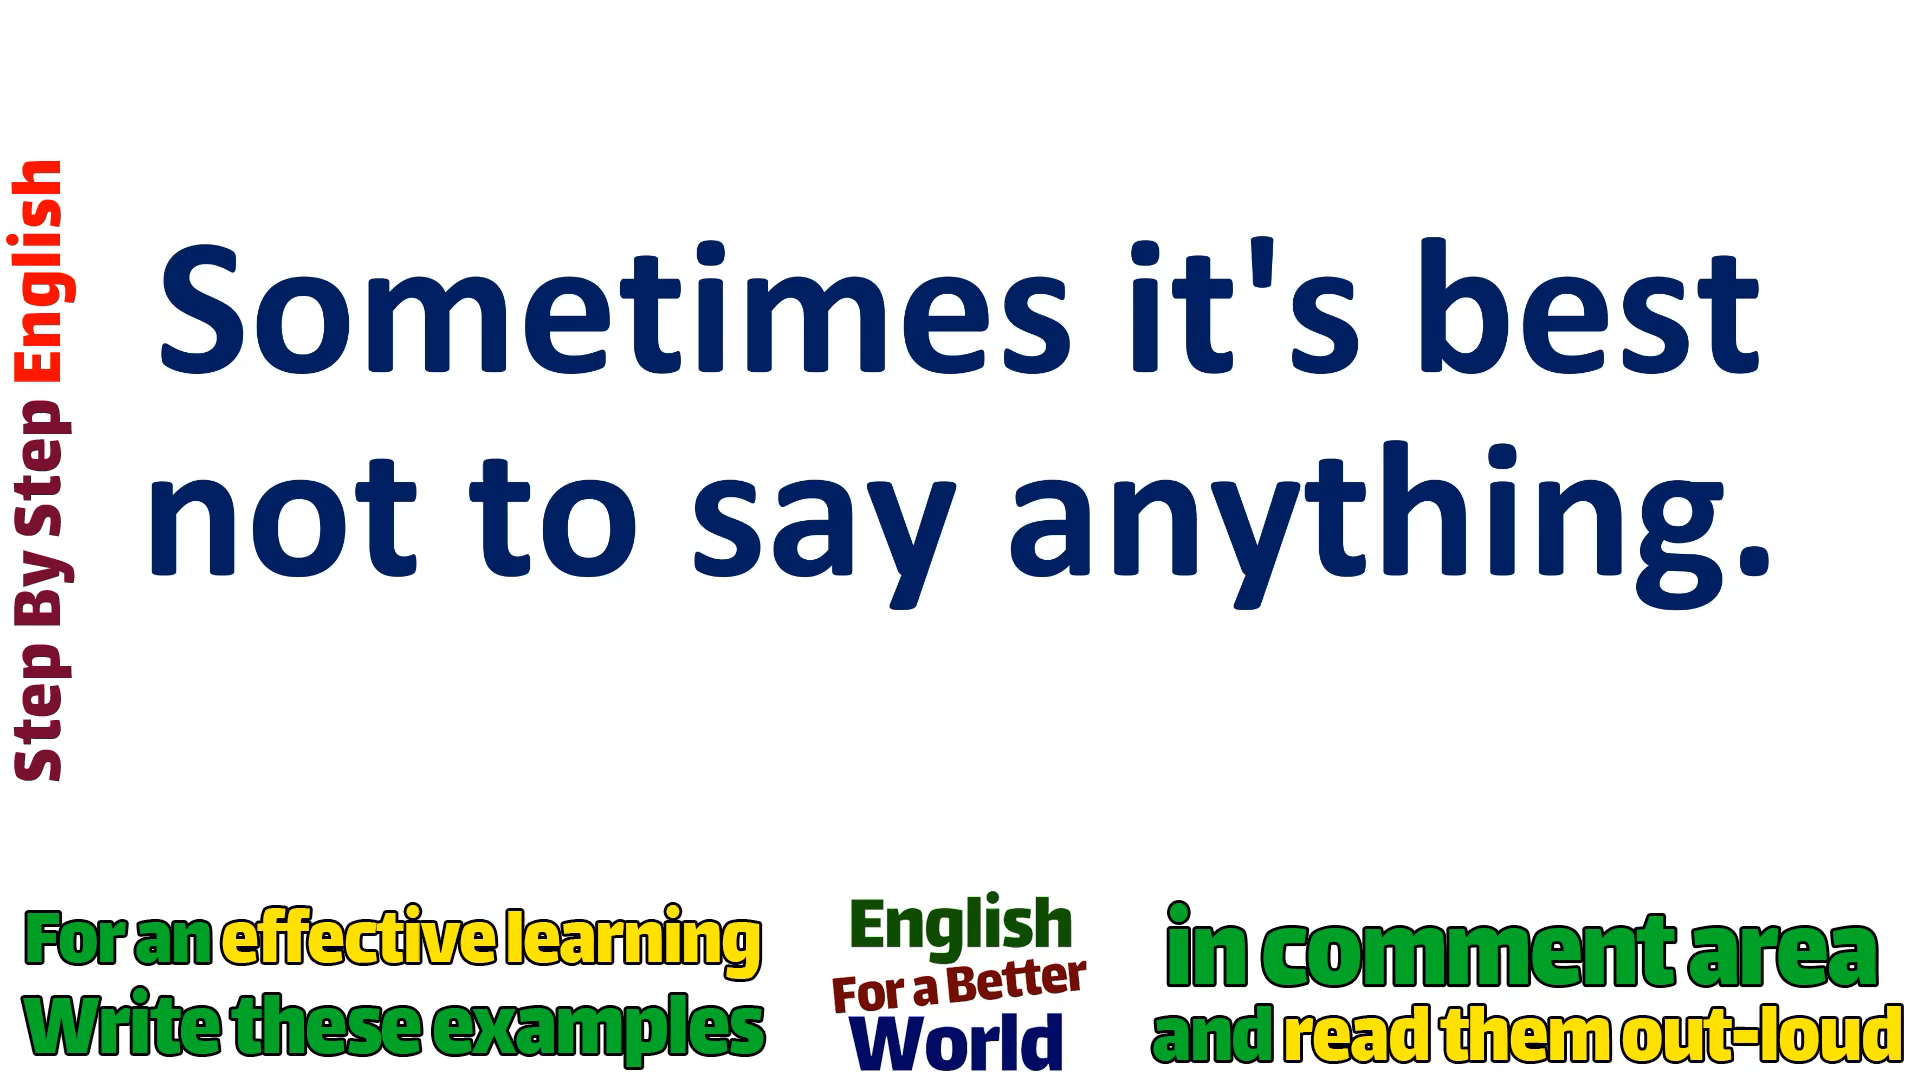 Step By Step English
Sometimes it's best
not to say anything.
For an effective learning
Write these examples
English
For a Better
World
in comment area
and read them out-loud